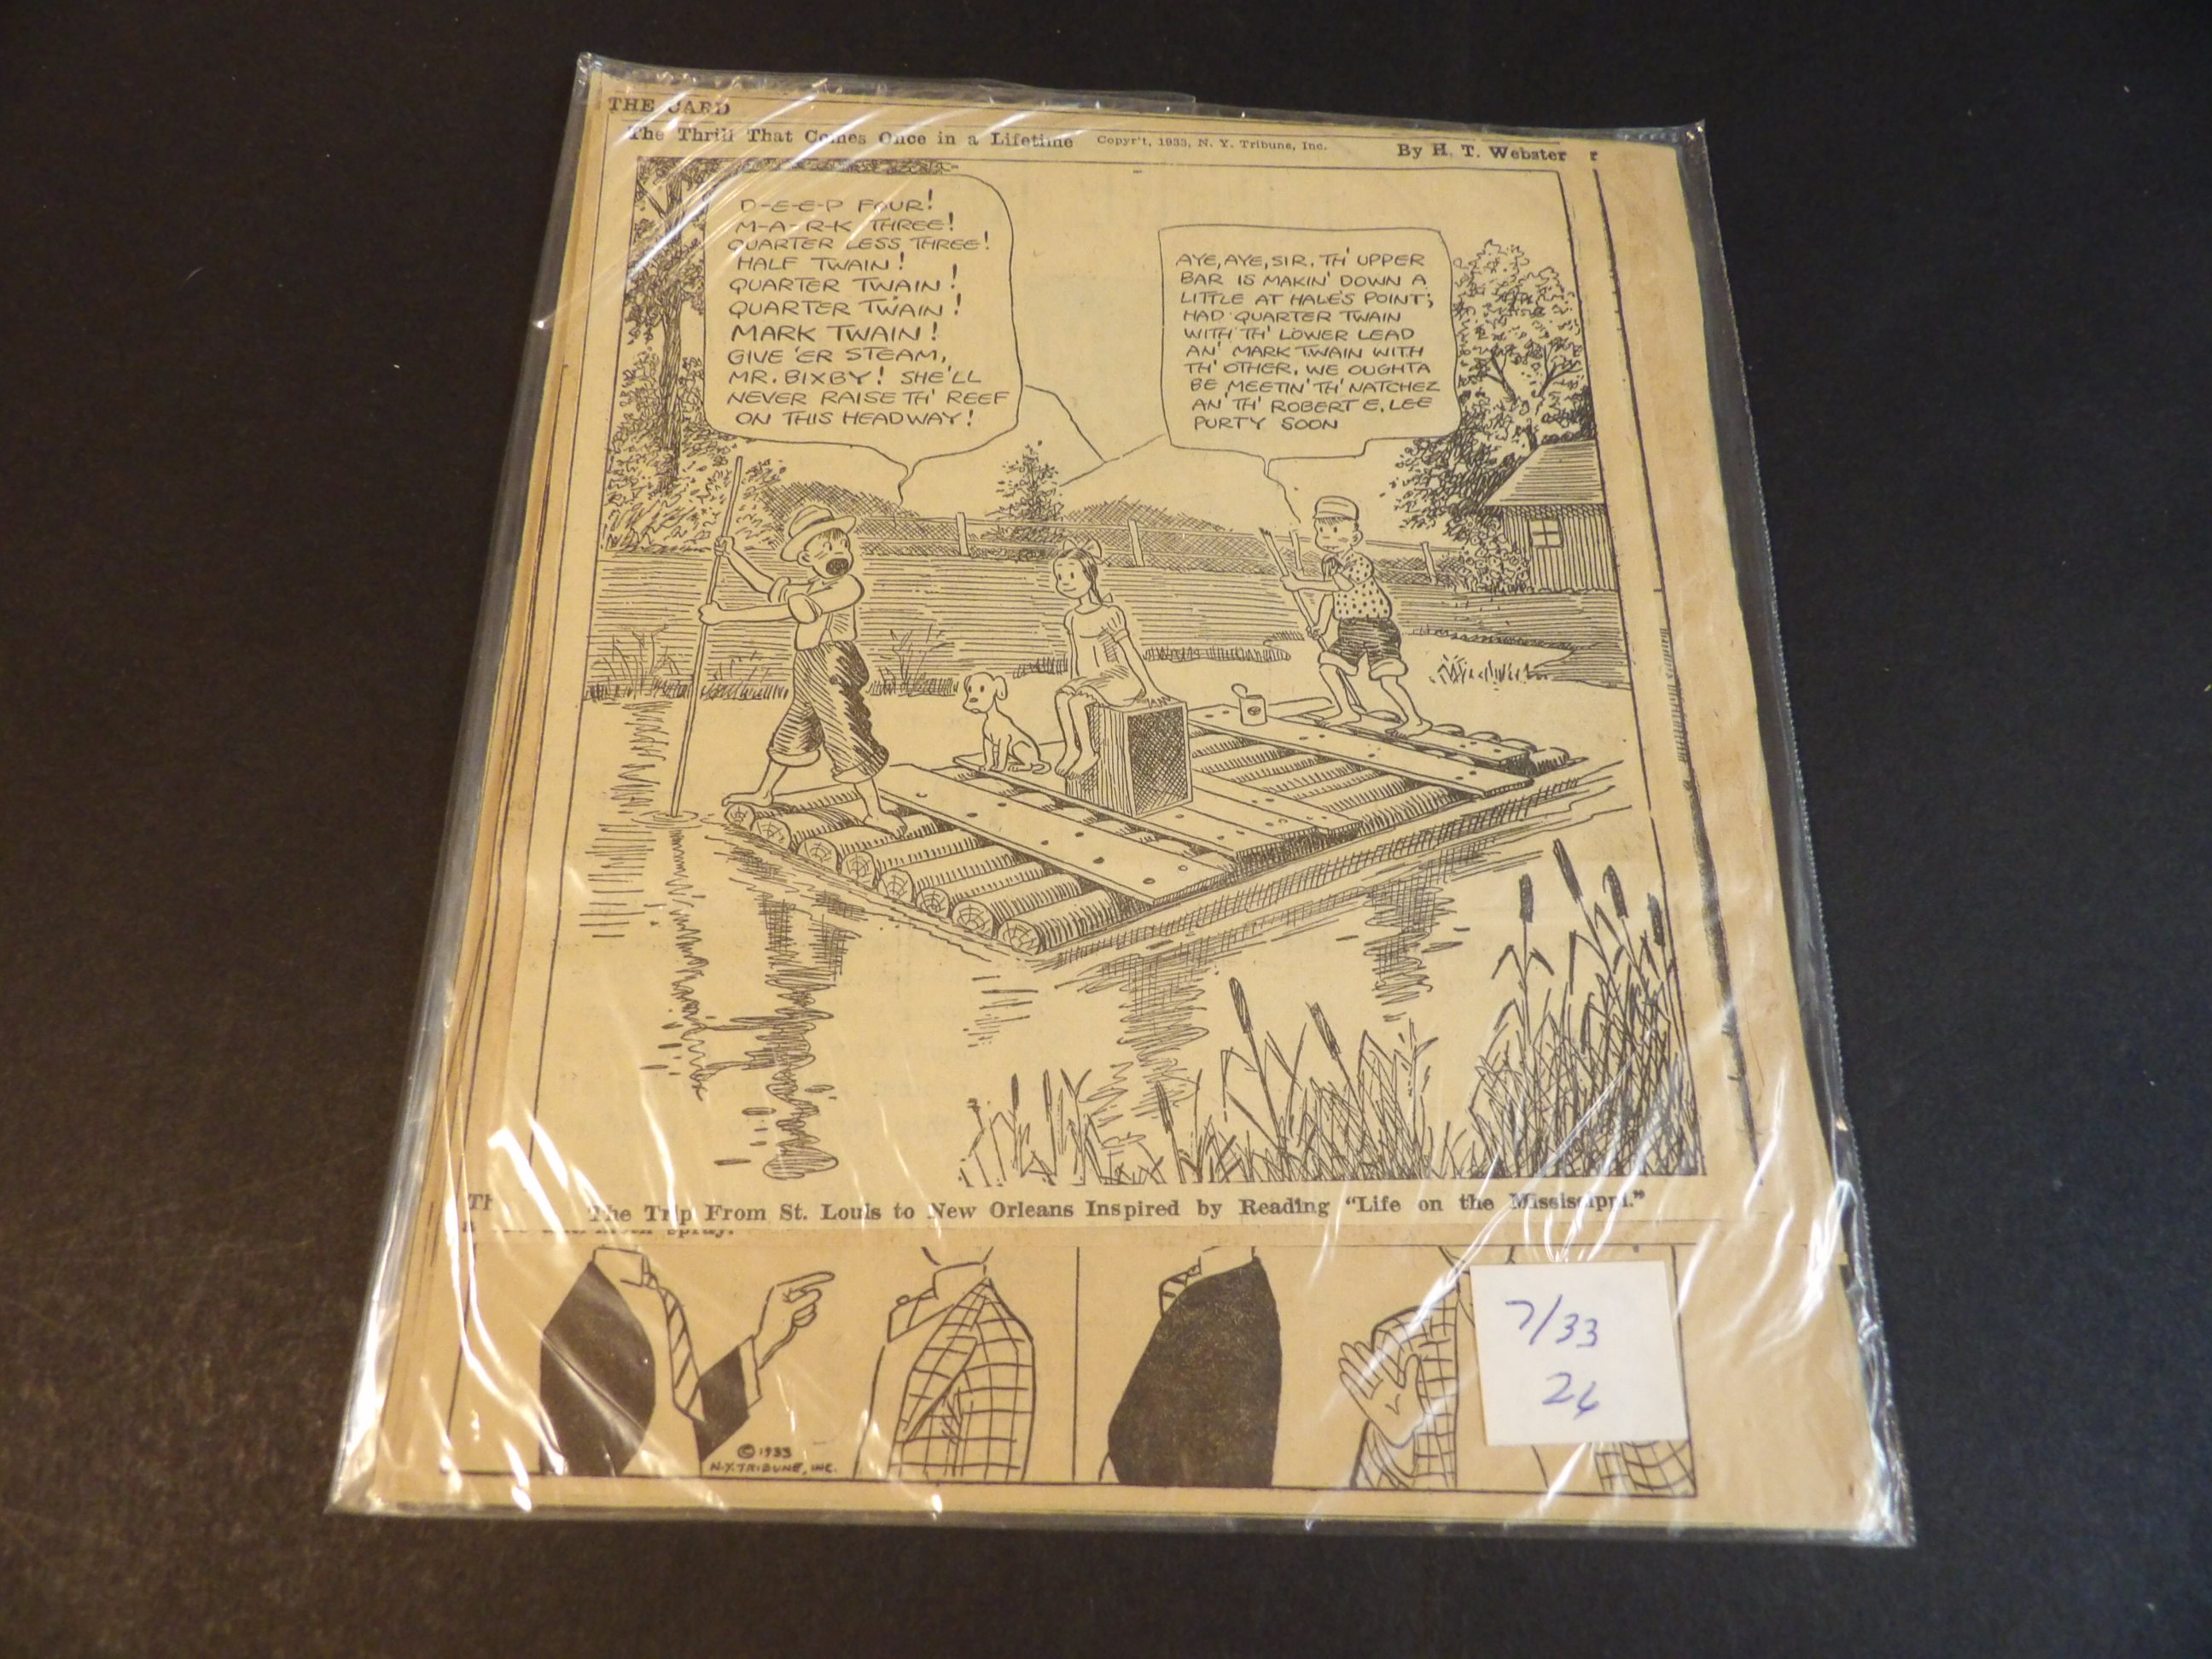 THE CARD
The Thrill That Comes Once in a Lifetime Copyr't, 1933, N. Y. Tribune, Inc. By H. T. Webster r
D-E-E-P FOUR!
M-A-R-K THREE!
QUARTER LESS THREE!
HALF TWAIN!
QUARTER TWAIN!
QUARTER TWAIN!
MARK TWAIN!
GIVE 'ER STEAM,
MR. BIXBY! SHE'LL
NEVER RAISE TH' REEF
ON THIS HEADWAY!
AYE, AYE, SIR. TH' UPPER
BAR IS MAKIN' DOWN A
LITTLE AT HALE'S POINT;
HAD QUARTER TWAIN
WITH TH' LOWER LEAD
AN' MARK TWAIN WITH
TH' OTHER. WE OUGHTA
BE MEETIN' TH' NATCHEZ
AN' TH' ROBERT E. LEE
PURTY SOON
Th The Trip From St. Louis to New Orleans Inspired by Reading "Life on the Mississippi."
spray.
© 1933
N.Y. TRIBUNE, INC.
7/33
26